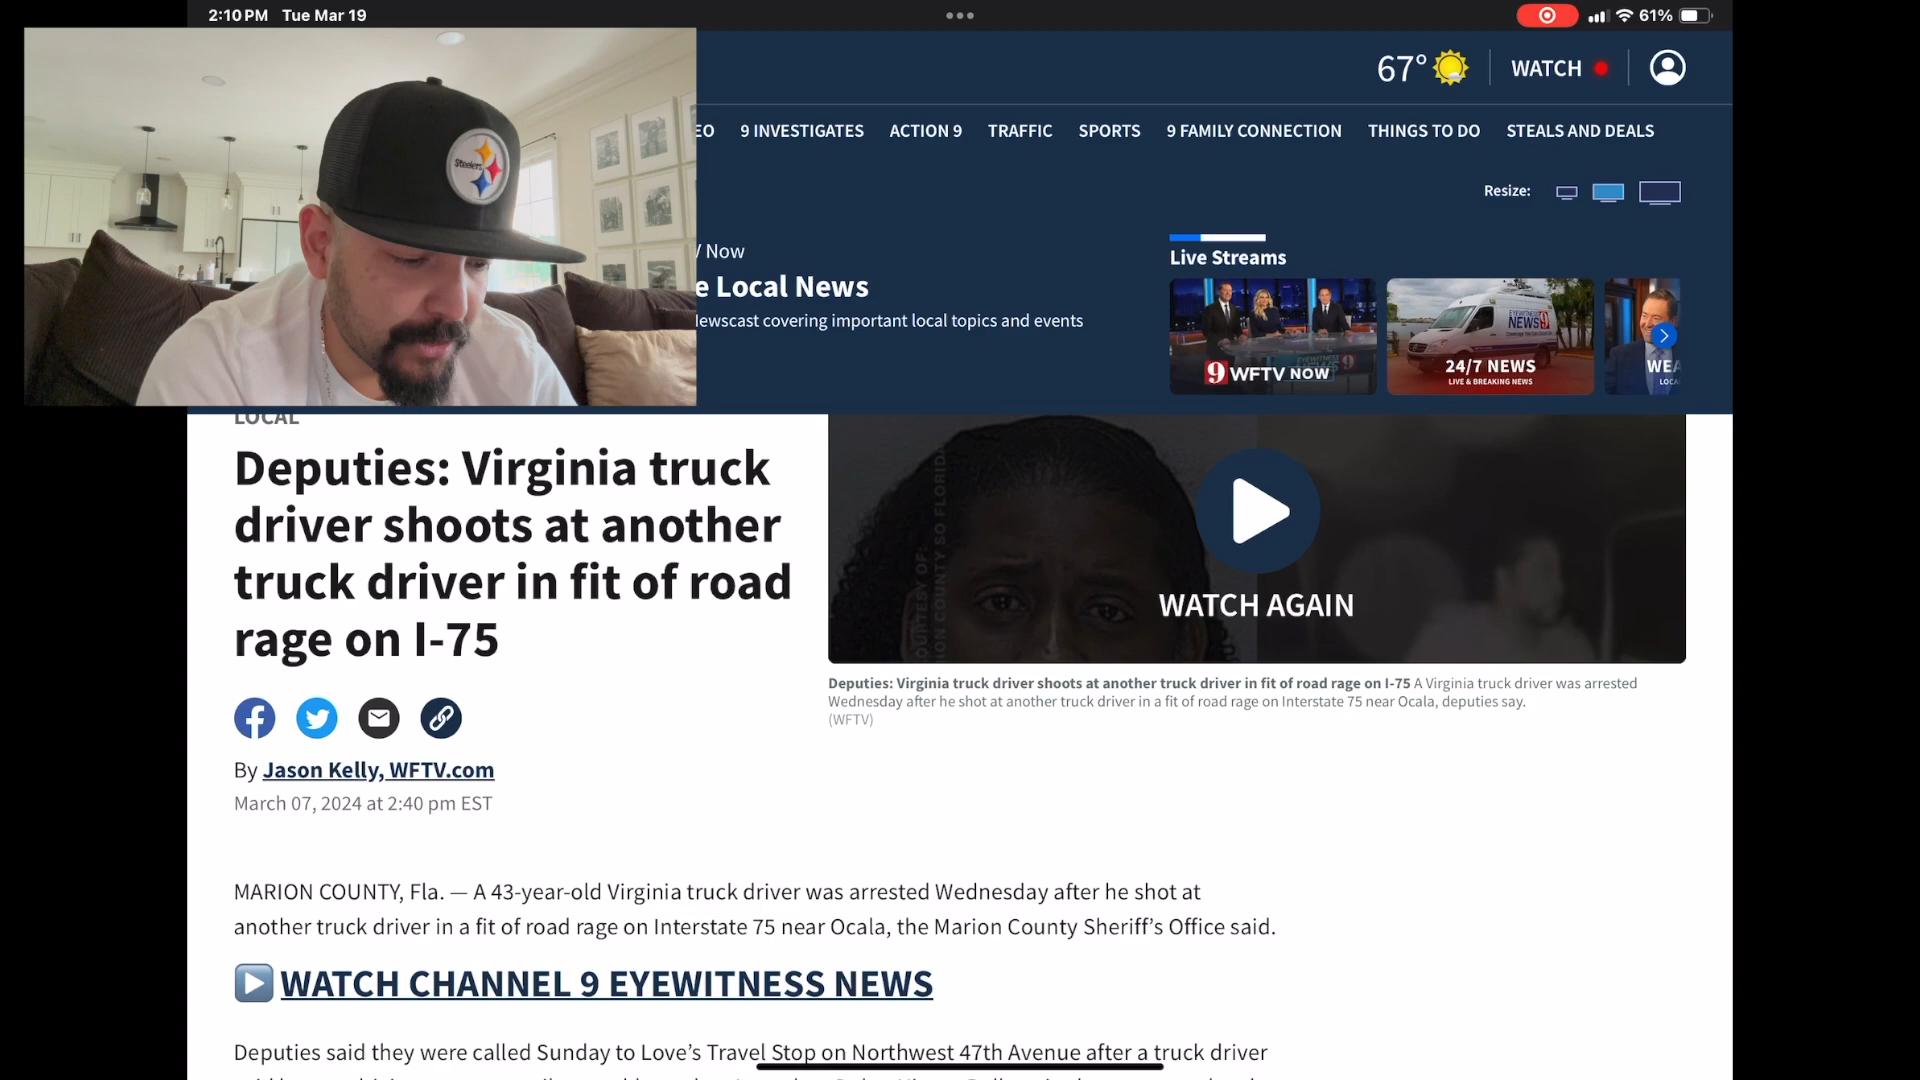 2:10 PM Tue Mar 19
61%
67°
WATCH
9 INVESTIGATES ACTION 9 TRAFFIC SPORTS 9 FAMILY CONNECTION THINGS TO DO STEALS AND DEALS
Resize:
Steelers
Now
Local News
covering important local topics and events
Live Streams
9 WFTV NOW
EYEWITNESS NEWS 9
24/7 NEWS
LIVE & BREAKING NEWS
LOCAL
Deputies: Virginia truck
driver shoots at another
truck driver in fit of road
rage on I-75
WATCH AGAIN
Deputies: Virginia truck driver shoots at another truck driver in fit of road rage on I-75 A Virginia truck driver was arrested
Wednesday after he shot at another truck driver in a fit of road rage on Interstate 75 near Ocala, deputies say.
(WFTV)
By Jason Kelly, WFTV.com
March 07, 2024 at 2:40 pm EST
MARION COUNTY, Fla. — A 43-year-old Virginia truck driver was arrested Wednesday after he shot at
another truck driver in a fit of road rage on Interstate 75 near Ocala, the Marion County Sheriff's Office said.
WATCH CHANNEL 9 EYEWITNESS NEWS
Deputies said they were called Sunday to Love's Travel Stop on Northwest 47th Avenue after a truck driver